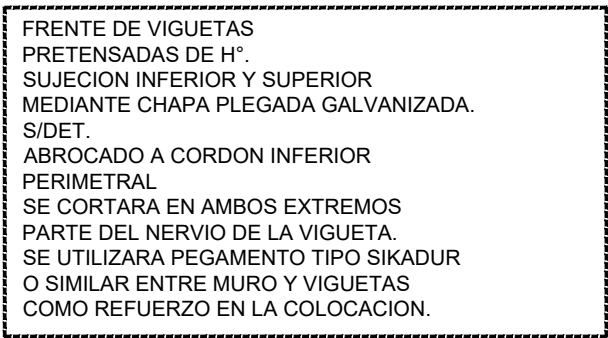 FRENTE DE VIGUETAS
PRETENSADAS DE H°.
SUJECION INFERIOR Y SUPERIOR
MEDIANTE CHAPA PLEGADA GALVANIZADA.
S/DET.
ABROCADO A CORDON INFERIOR
PERIMETRAL
SE CORTARA EN AMBOS EXTREMOS
PARTE DEL NERVIO DE LA VIGUETA.
SE UTILIZARA PEGAMENTO TIPO SIKADUR
O SIMILAR ENTRE MURO Y VIGUETAS
COMO REFUERZO EN LA COLOCACION.